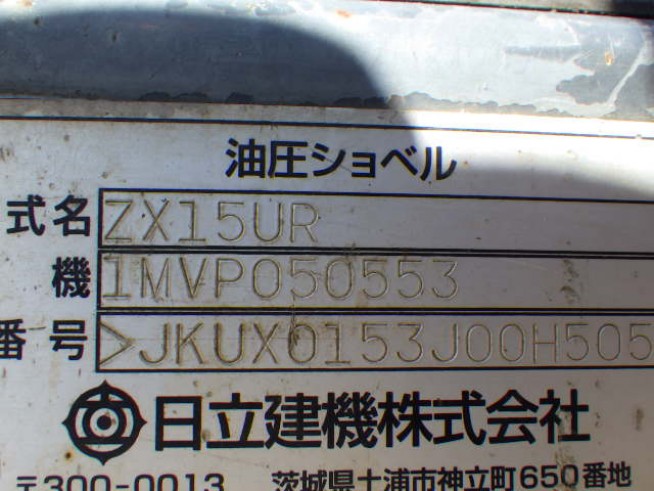 油圧ショベル
式名 ZX15UR
機 1MVP050553
番号 >JKUX0153J00H505
日立建機株式会社
〒300-0013 茨城県土浦市神立町650番地